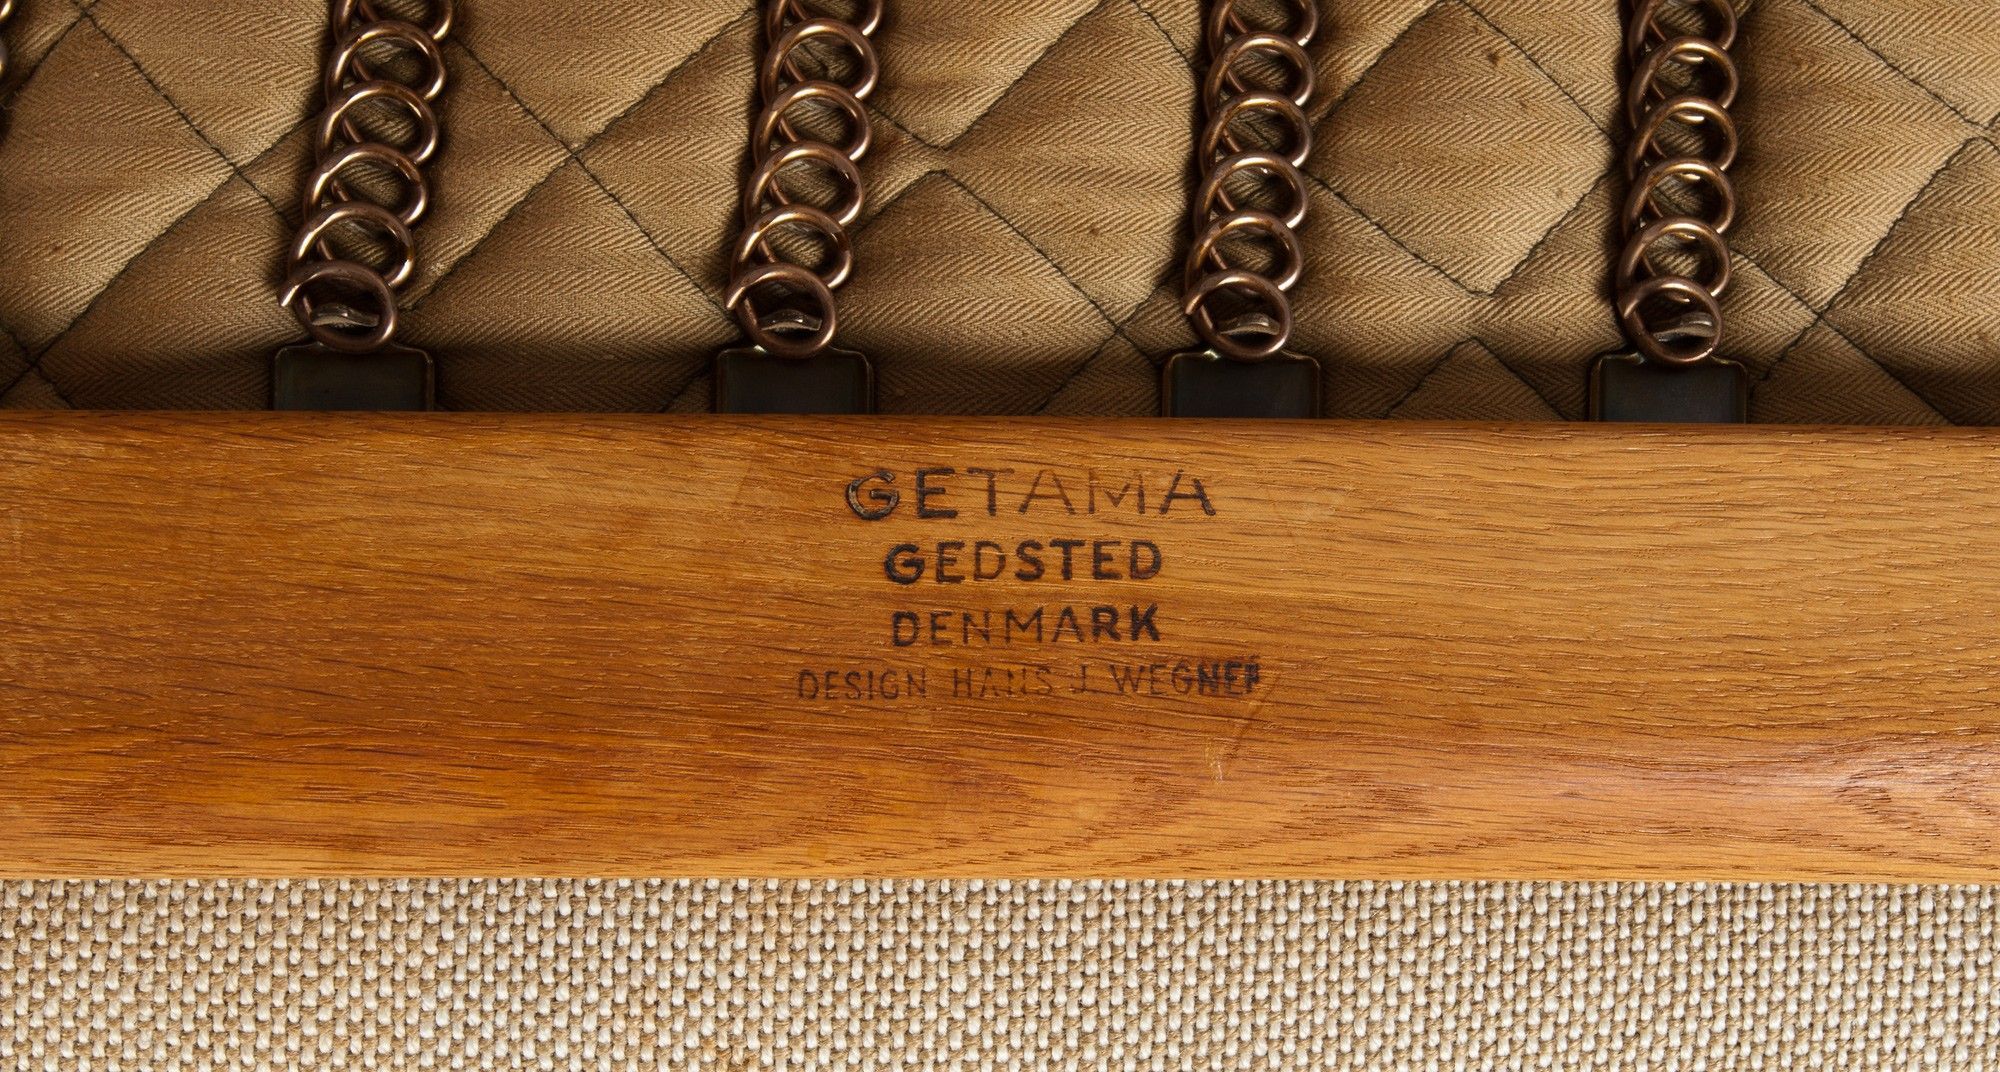 GETAMA
GEDSTED
DENMARK
DESIGN HANS J. WEGNER